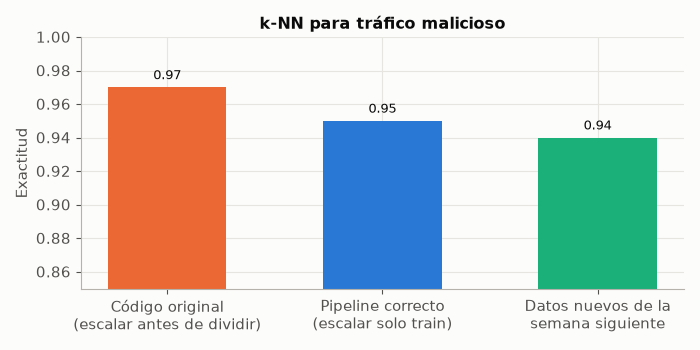 k-NN para tráfico malicioso
Exactitud
1.00
0.98
0.96
0.94
0.92
0.90
0.88
0.86
0.97
0.95
0.94
Código original
(escalar antes de dividir)
Pipeline correcto
(escalar solo train)
Datos nuevos de la
semana siguiente